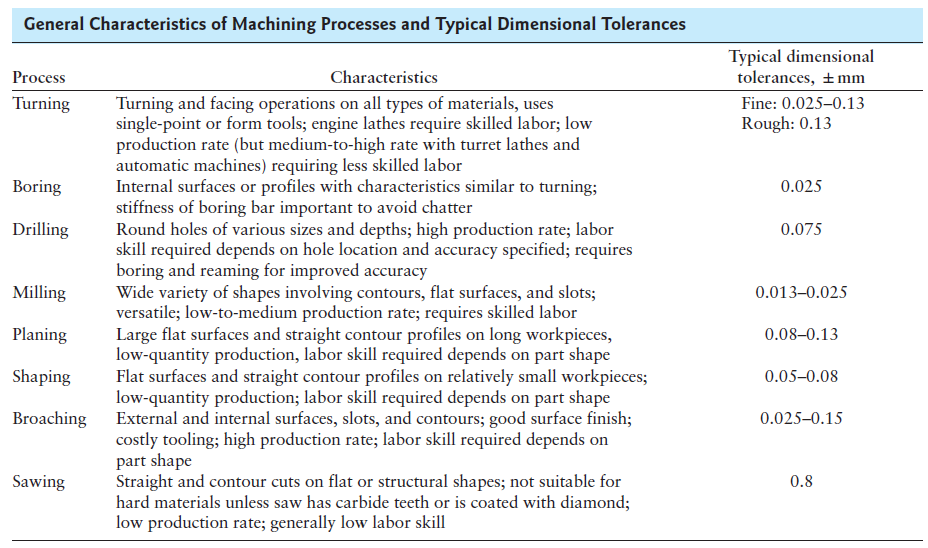 General Characteristics of Machining Processes and Typical Dimensional Tolerances
Process Characteristics Typical dimensional tolerances, ±mm
Turning Turning and facing operations on all types of materials, uses Fine: 0.025–0.13
single-point or form tools; engine lathes require skilled labor; low Rough: 0.13
production rate (but medium-to-high rate with turret lathes and
automatic machines) requiring less skilled labor
Boring Internal surfaces or profiles with characteristics similar to turning; 0.025
stiffness of boring bar important to avoid chatter
Drilling Round holes of various sizes and depths; high production rate; labor 0.075
skill required depends on hole location and accuracy specified; requires
boring and reaming for improved accuracy
Milling Wide variety of shapes involving contours, flat surfaces, and slots; 0.013–0.025
versatile; low-to-medium production rate; requires skilled labor
Planing Large flat surfaces and straight contour profiles on long workpieces, 0.08–0.13
low-quantity production, labor skill required depends on part shape
Shaping Flat surfaces and straight contour profiles on relatively small workpieces; 0.05–0.08
low-quantity production; labor skill required depends on part shape
Broaching External and internal surfaces, slots, and contours; good surface finish; 0.025–0.15
costly tooling; high production rate; labor skill required depends on
part shape
Sawing Straight and contour cuts on flat or structural shapes; not suitable for 0.8
hard materials unless saw has carbide teeth or is coated with diamond;
low production rate; generally low labor skill